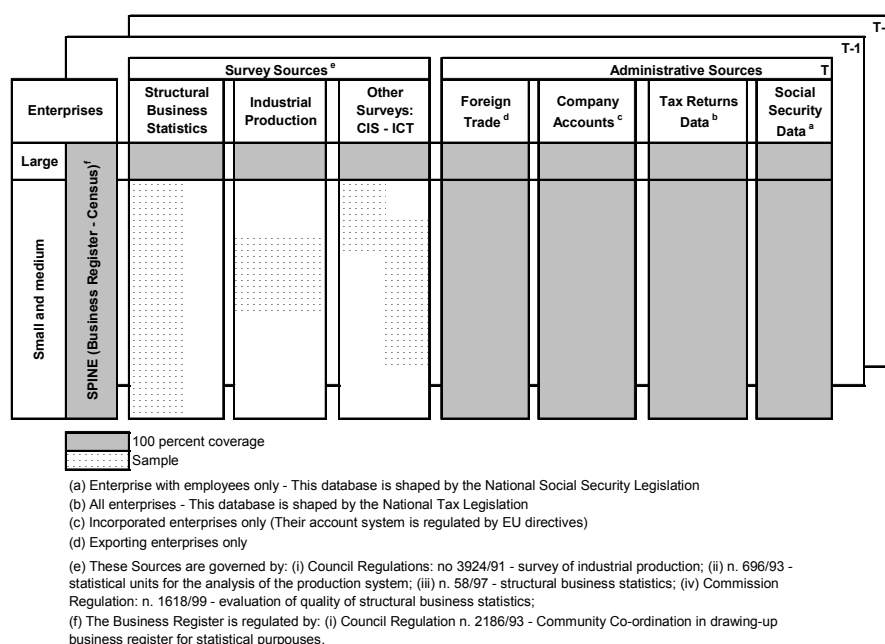 T-
T-1
Survey Sources e
Administrative Sources T
Enterprises
Structural
Business
Statistics
Industrial
Production
Other
Surveys:
CIS - ICT
Foreign
Trade d
Company
Accounts c
Tax Returns
Data b
Social
Security
Data a
Large
Small and medium
SPINE (Business Register - Census) f
100 percent coverage
Sample
(a) Enterprise with employees only - This database is shaped by the National Social Security Legislation
(b) All enterprises - This database is shaped by the National Tax Legislation
(c) Incorporated enterprises only (Their account system is regulated by EU directives)
(d) Exporting enterprises only
(e) These Sources are governed by: (i) Council Regulations: no 3924/91 - survey of industrial production; (ii) n. 696/93 -
statistical units for the analysis of the production system; (iii) n. 58/97 - structural business statistics; (iv) Commission
Regulation: n. 1618/99 - evaluation of quality of structural business statistics;
(f) The Business Register is regulated by: (i) Council Regulation n. 2186/93 - Community Co-ordination in drawing-up
business register for statistical purpouses.